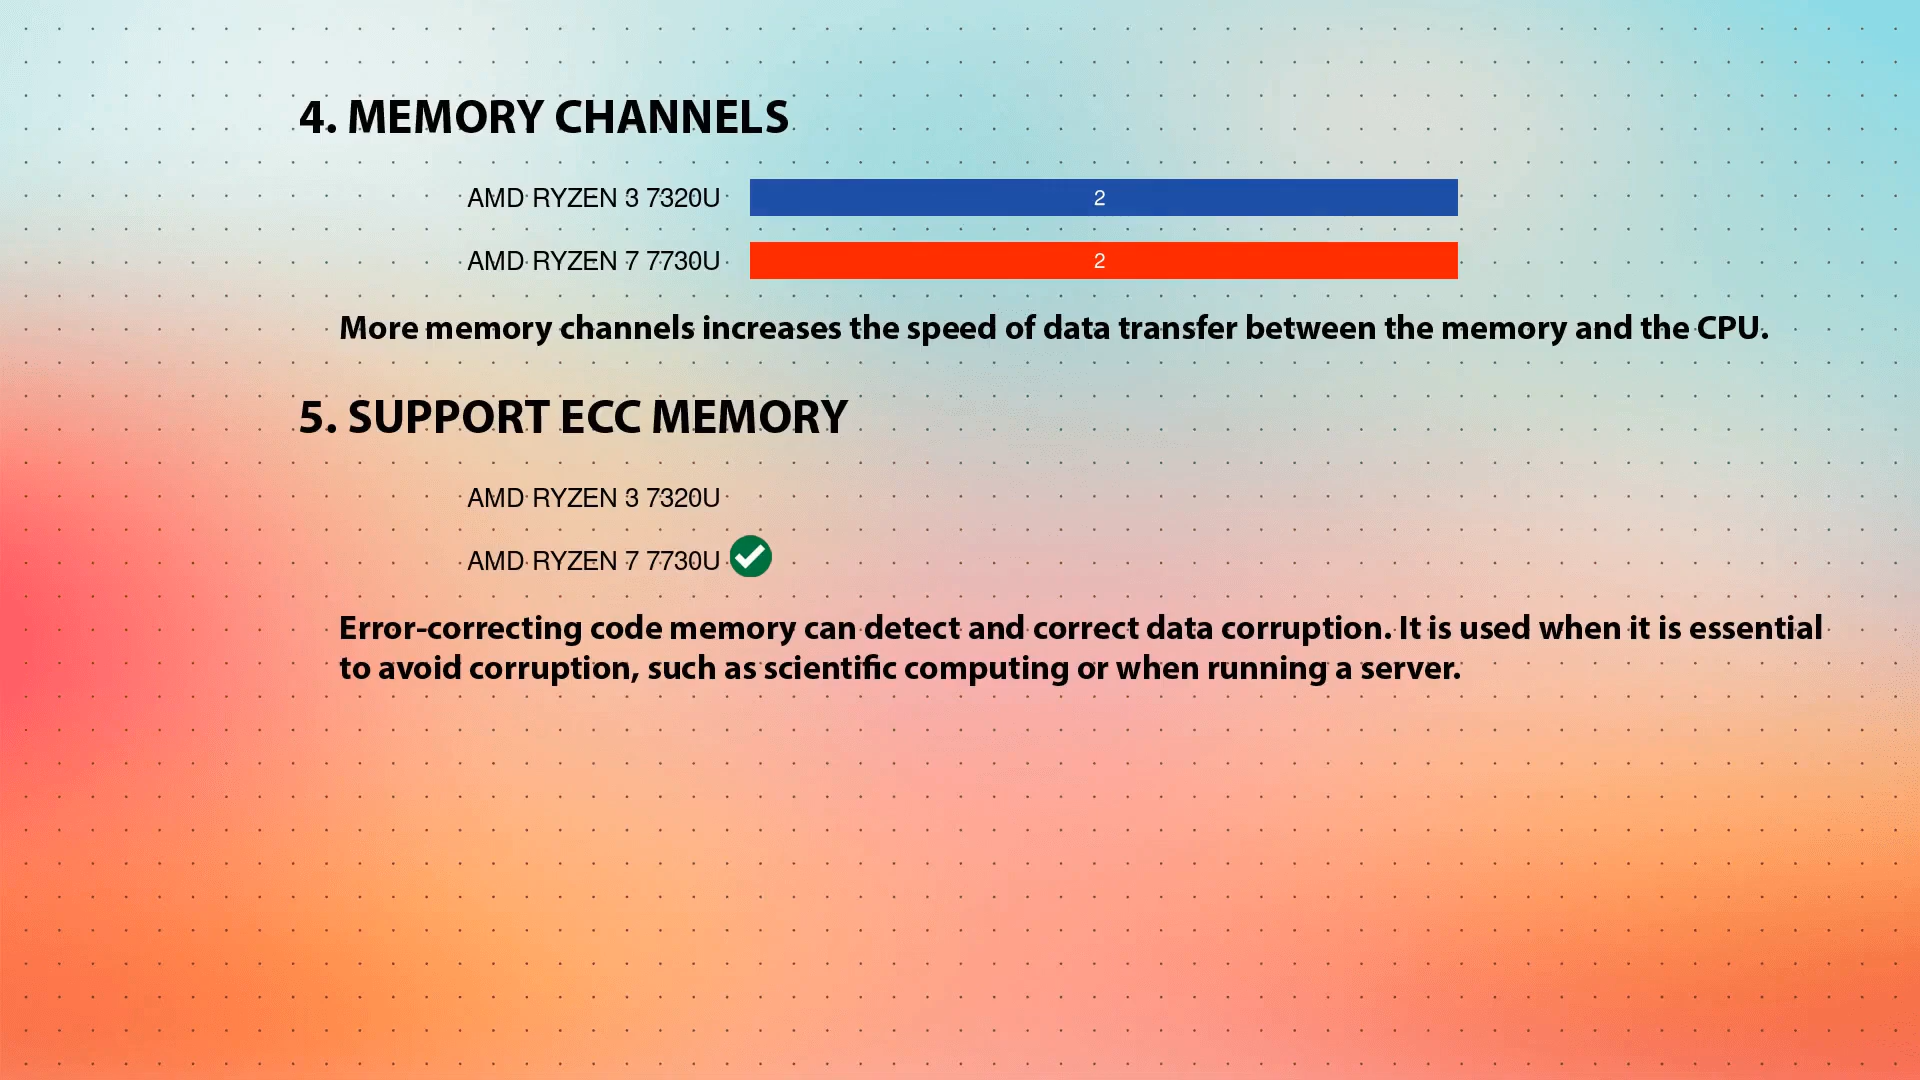 4. MEMORY CHANNELS
AMD RYZEN 3 7320U 2
AMD RYZEN 7 7730U 2
More memory channels increases the speed of data transfer between the memory and the CPU.
5. SUPPORT ECC MEMORY
AMD RYZEN 3 7320U
AMD RYZEN 7 7730U
Error-correcting code memory can detect and correct data corruption. It is used when it is essential
to avoid corruption, such as scientific computing or when running a server.